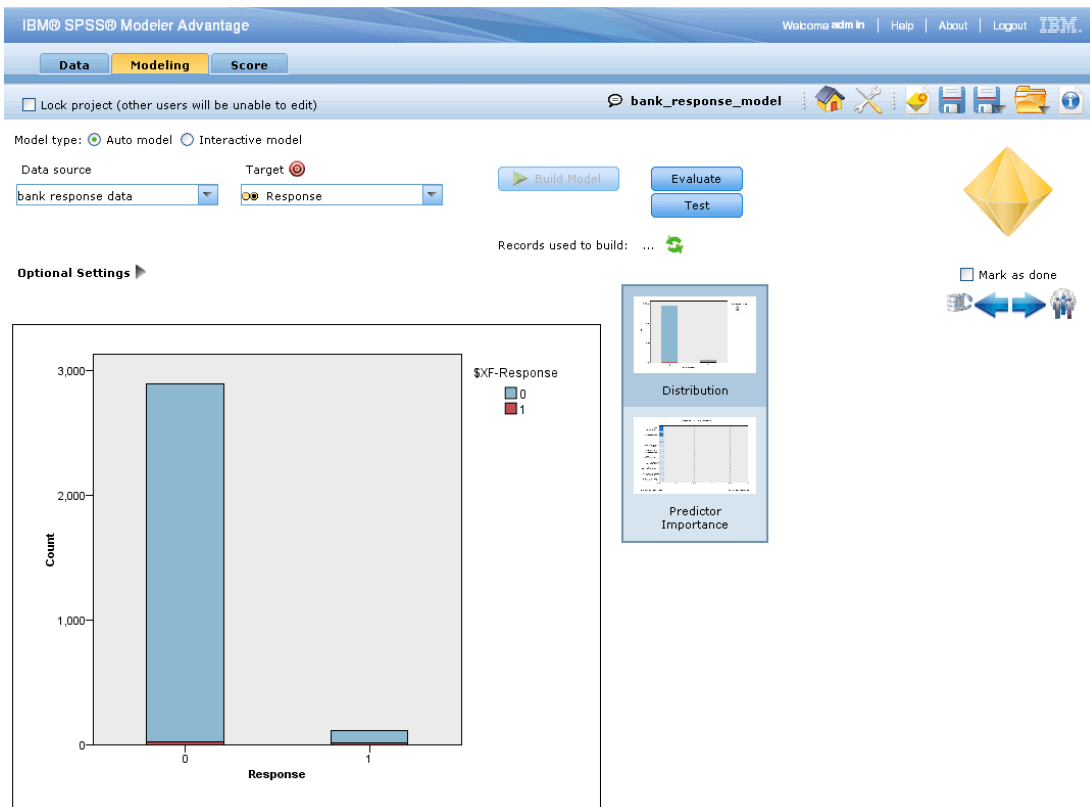 IBM® SPSS® Modeler Advantage
Welcome admin | Help | About | Logout IBM.
Data Modeling Score
Lock project (other users will be unable to edit)
bank_response_model
Model type: Auto model Interactive model
Data source Target
bank response data Response
Build Model Evaluate
Test
Records used to build: ...
Optional Settings
Mark as done
$XF-Response
0
1
3,000
2,000
1,000
0
Count
0 1
Response
Distribution
Predictor
Importance